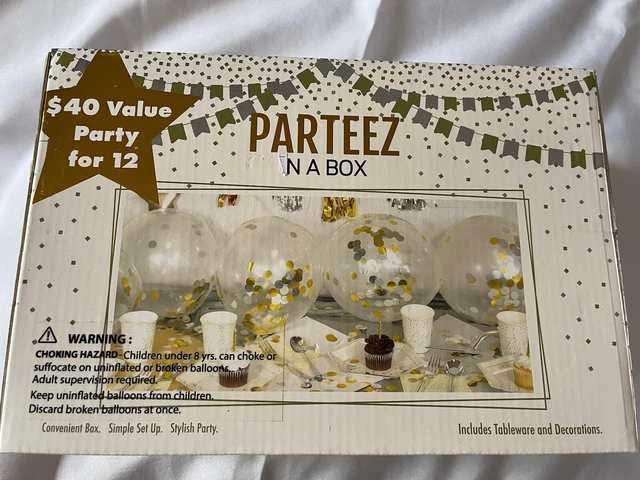 $40 Value
Party
for 12
PARTEEZ
IN A BOX
WARNING:
CHOKING HAZARD-Children under 8 yrs. can choke or
suffocate on uninflated or broken balloons.
Adult supervision required.
Keep uninflated balloons from children.
Discard broken balloons at once.
Convenient Box. Simple Set Up. Stylish Party.
Includes Tableware and Decorations.